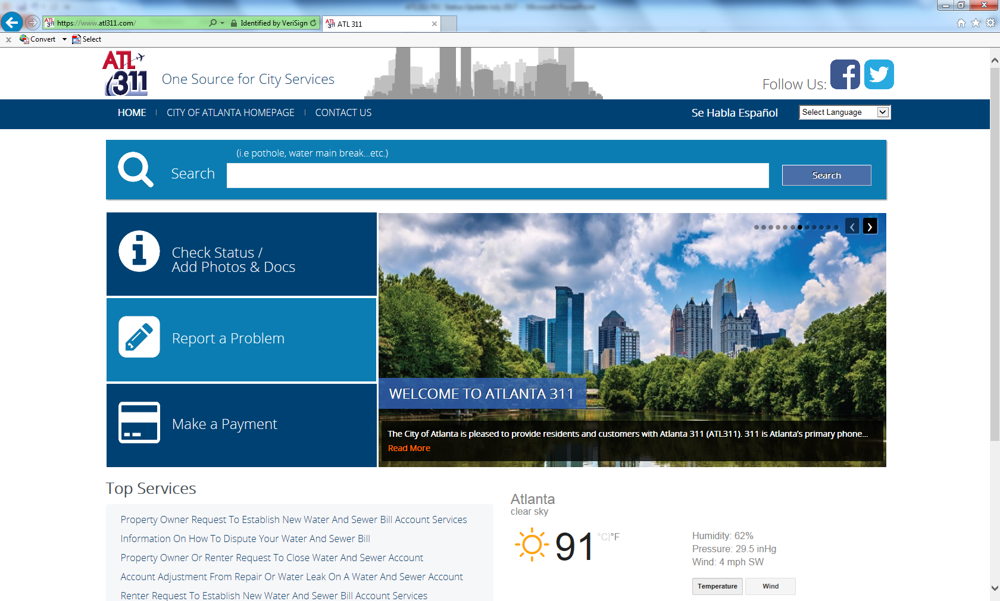 https://www.atl311.com/
Identified by VeriSign
ATL 311
Convert
Select
ATL
311
One Source for City Services
Follow Us:
HOME
CITY OF ATLANTA HOMEPAGE
CONTACT US
Se Habla Español
Select Language
(i.e pothole, water main break...etc.)
Search
Search
Check Status /
Add Photos & Docs
Report a Problem
Make a Payment
WELCOME TO ATLANTA 311
The City of Atlanta is pleased to provide residents and customers with Atlanta 311 (ATL311). 311 is Atlanta's primary phone...
Read More
Top Services
Property Owner Request To Establish New Water And Sewer Bill Account Services
Information On How To Dispute Your Water And Sewer Bill
Property Owner Or Renter Request To Close Water And Sewer Account
Account Adjustment From Repair Or Water Leak On A Water And Sewer Account
Renter Request To Establish New Water And Sewer Bill Account Services
Atlanta
clear sky
91 °C|°F
Humidity: 62%
Pressure: 29.5 inHg
Wind: 4 mph SW
Temperature
Wind